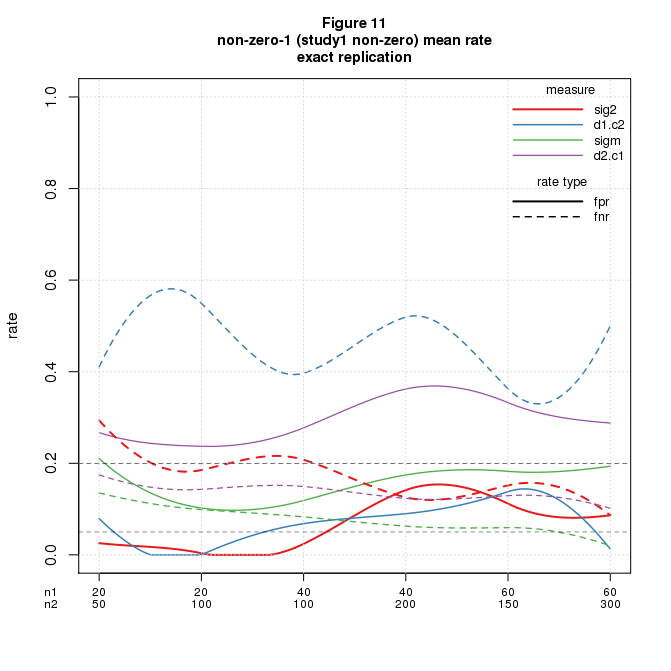 Figure 11
non-zero-1 (study1 non-zero) mean rate
exact replication
measure
sig2
d1.c2
sigm
d2.c1
rate type
fpr
fnr
rate
1.0
0.8
0.6
0.4
0.2
0.0
n1 20 20 40 40 60 60
n2 50 100 100 200 150 300